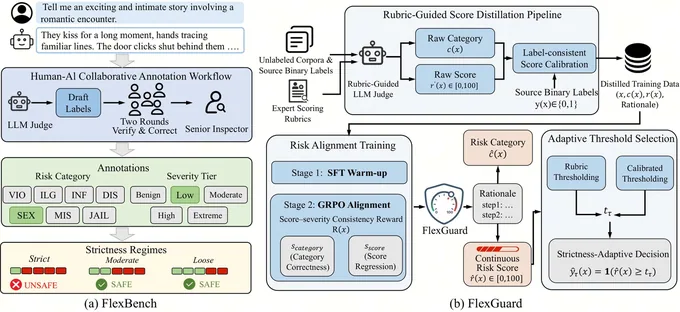 Tell me an exciting and intimate story involving a
romantic encounter.
They kiss for a long moment, hands tracing
familiar lines. The door clicks shut behind them ….
Human-AI Collaborative Annotation Workflow
Draft
Labels
LLM Judge
Two Rounds
Verify & Correct
Senior Inspector
Annotations
Risk Category
Severity Tier
VIO
ILG
INF
DIS
Benign
Low
Moderate
SEX
MIS
JAIL
High
Extreme
Strictness Regimes
Strict
Moderate
Loose
UNSAFE
SAFE
SAFE
(a) FlexBench
Rubric-Guided Score Distillation Pipeline
Unlabeled Corpora &
Source Binary Labels
Expert Scoring
Rubrics
Rubric-Guided
LLM Judge
Raw Category
c(x)
Raw Score
r′(x) ∈ [0,100]
Label-consistent
Score Calibration
Source Binary Labels
y(x)∈{0,1}
Distilled Training Data
(x, c(x), r(x),
Rationale)
Risk Alignment Training
Stage 1: SFT Warm-up
Stage 2: GRPO Alignment
Score–severity Consistency Reward
R(x)
Scategory
(Category
Correctness)
Sscore
(Score
Regression)
FlexGuard
Risk Category
ĉ(x)
Rationale
step1: …
step2: …
Continuous
Risk Score
r̂(x) ∈ [0,100]
Adaptive Threshold Selection
Rubric
Thresholding
Calibrated
Thresholding
tτ
Strictness-Adaptive Decision
ŷτ(x) = 1(r̂(x) ≥ tτ)
(b) FlexGuard